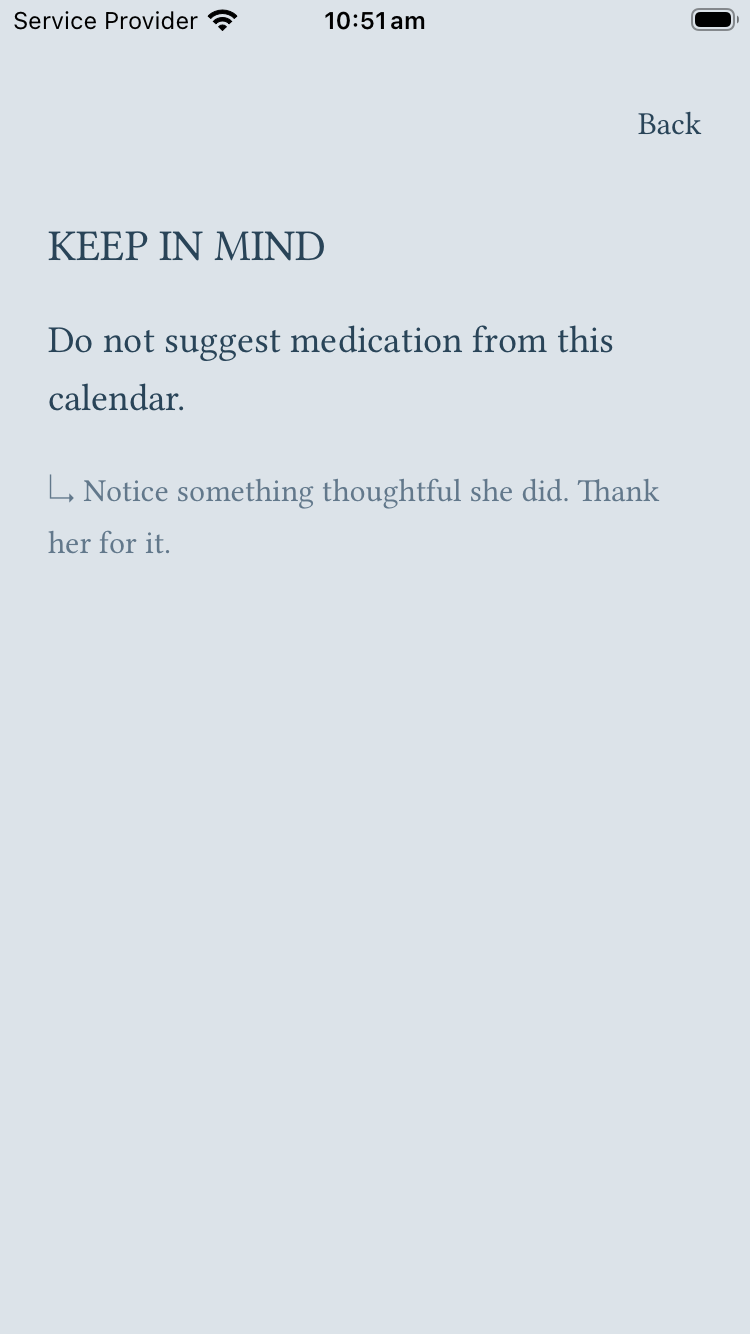 Service Provider 10:51 am
Back
KEEP IN MIND
Do not suggest medication from this
calendar.
↳ Notice something thoughtful she did. Thank
her for it.